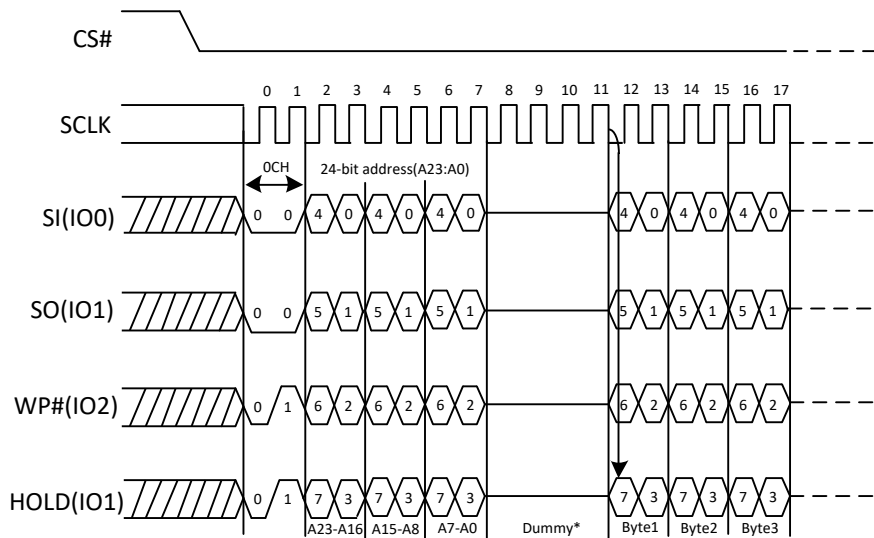 CS#
0 1 2 3 4 5 6 7 8 9 10 11 12 13 14 15 16 17
SCLK
0CH 24-bit address(A23:A0)
SI(IO0) 0 0 4 0 4 0 4 0 4 0 4 0 4 0
SO(IO1) 0 0 5 1 5 1 5 1 5 1 5 1 5 1
WP#(IO2) 0 1 6 2 6 2 6 2 6 2 6 2 6 2
HOLD(IO1) 0 1 7 3 7 3 7 3 7 3 7 3 7 3
A23-A16 A15-A8 A7-A0 Dummy* Byte1 Byte2 Byte3